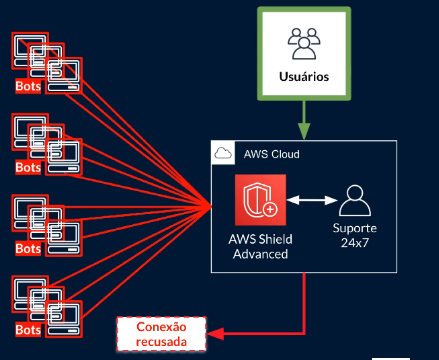 Usuários
Bots
AWS Cloud
Bots
AWS Shield
Advanced
Suporte
24x7
Bots
Bots
Conexão
recusada